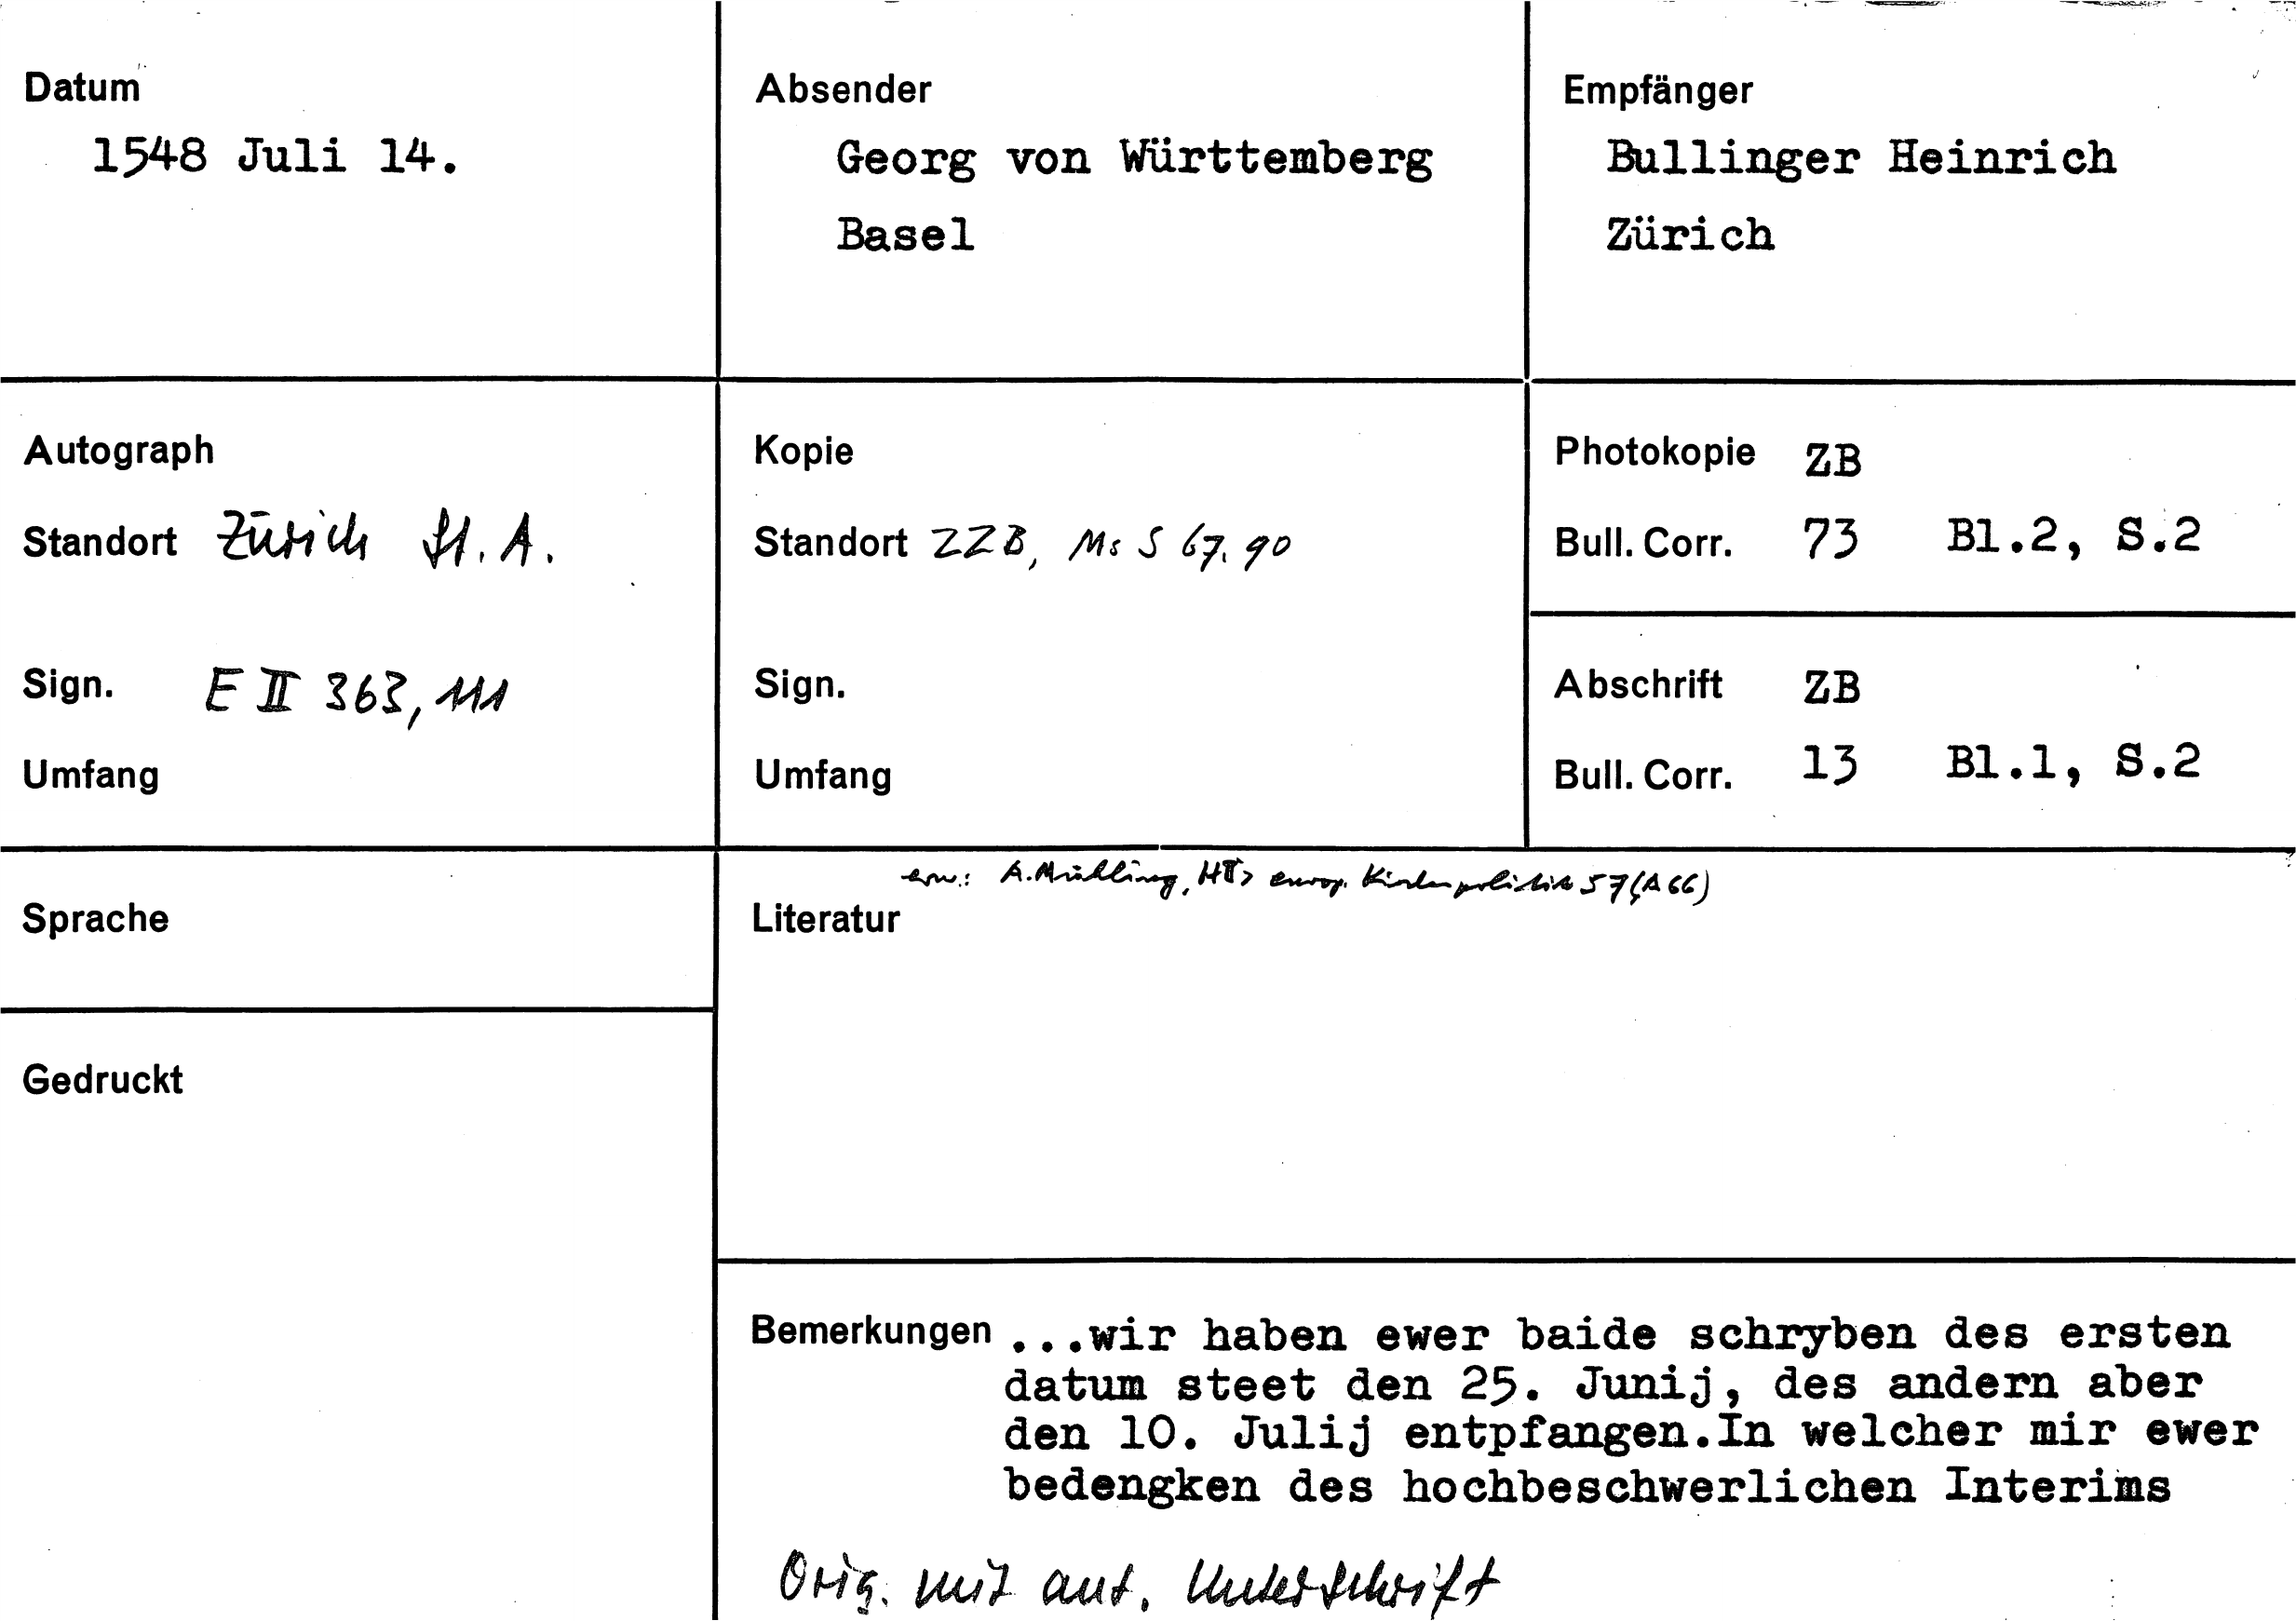 Datum
1548 Juli 14.
Absender
Georg von Württemberg
Basel
Empfänger
Bullinger Heinrich
Zürich
Autograph
Standort Zürich St. A.
Sign. E II 363, 111
Umfang
Kopie
Standort ZZB, Ms S 67. 90
Sign.
Umfang
Photokopie ZB
Bull. Corr. 73 Bl.2, S.2
Abschrift ZB
Bull. Corr. 13 Bl.1, S.2
Sprache
Gedruckt
erw.: A. Mühling, HBs europ. Kirchenpolitik 57 (A 66)
Literatur
Bemerkungen ...wir haben ewer baide schryben des ersten
datum steet den 25. Junij, des andern aber
den 10. Julij entpfangen.In welcher mir ewer
bedengken des hochbeschwerlichen Interims
Orig. mit aut. Unterschrift